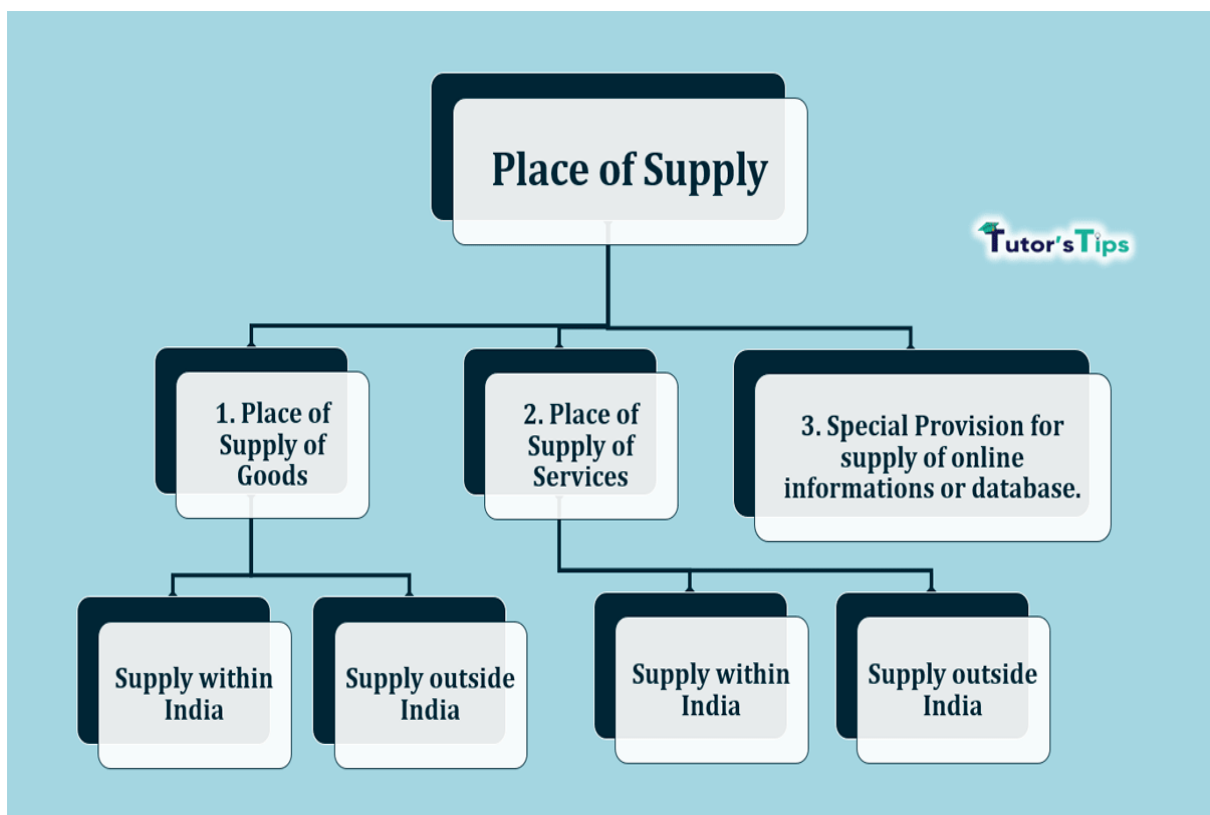 Place of Supply
Tutor'sTips
1. Place of
Supply of
Goods
2. Place of
Supply of
Services
3. Special Provision for
supply of online
informations or database.
Supply within
India
Supply outside
India
Supply within
India
Supply outside
India